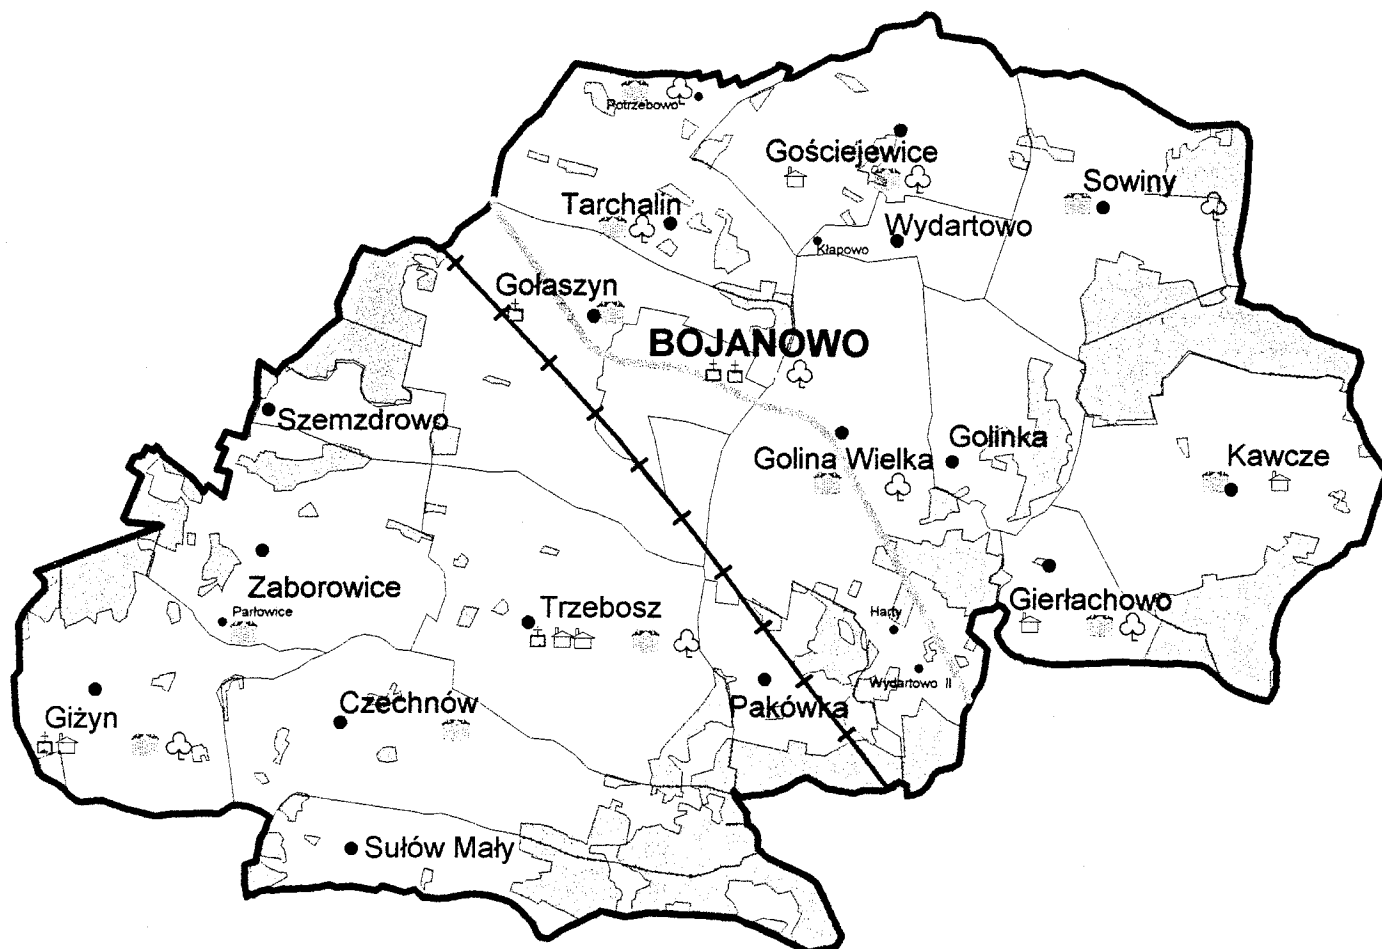 Potrzebowo
Gościejewice
Sowiny
Tarchalin
Wydartowo
Kłapowo
Gołaszyn
BOJANOWO
Szemzdrowo
Golinka
Golina Wielka
Kawcze
Zaborowice
Parłowice
Trzebosz
Harty
Gierłachowo
Wydartowo II
Pakówka
Giżyn
Czechnów
Sułów Mały